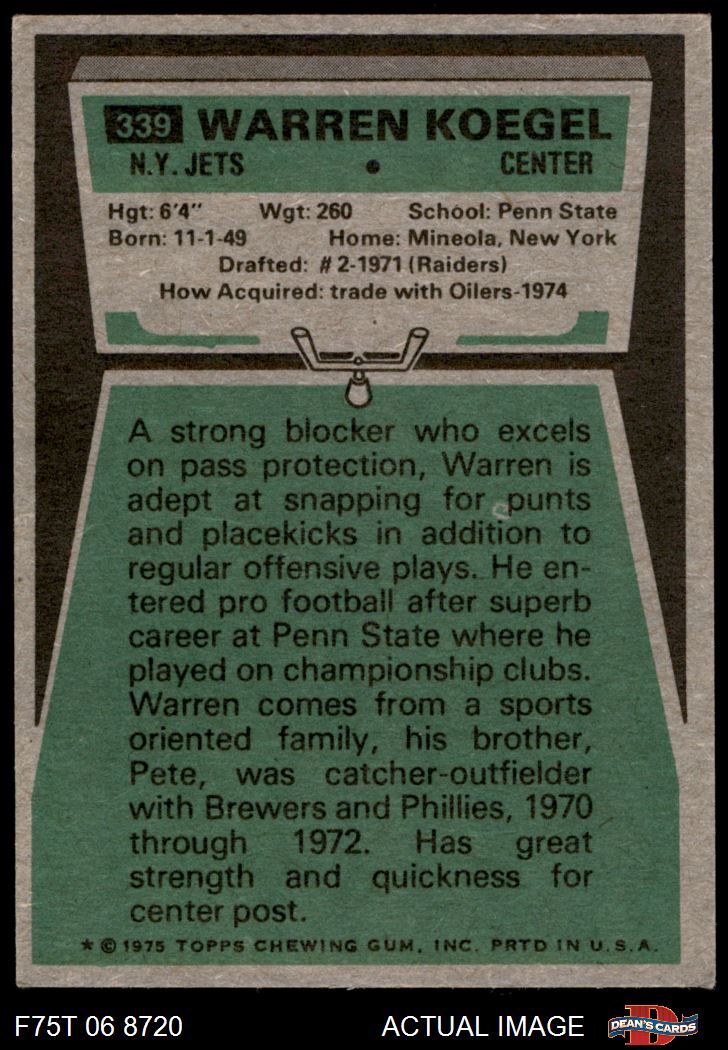 339 WARREN KOEGEL
N.Y. JETS • CENTER
Hgt: 6'4" Wgt: 260 School: Penn State
Born: 11-1-49 Home: Mineola, New York
Drafted: #2-1971 (Raiders)
How Acquired: trade with Oilers-1974
A strong blocker who excels
on pass protection, Warren is
adept at snapping for punts
and placekicks in addition to
regular offensive plays. He en-
tered pro football after superb
career at Penn State where he
played on championship clubs.
Warren comes from a sports
oriented family, his brother,
Pete, was catcher-outfielder
with Brewers and Phillies, 1970
through 1972. Has great
strength and quickness for
center post.
★ © 1975 TOPPS CHEWING GUM, INC. PRTD IN U.S.A.
F75T 06 8720 ACTUAL IMAGE D DEAN'S CARDS